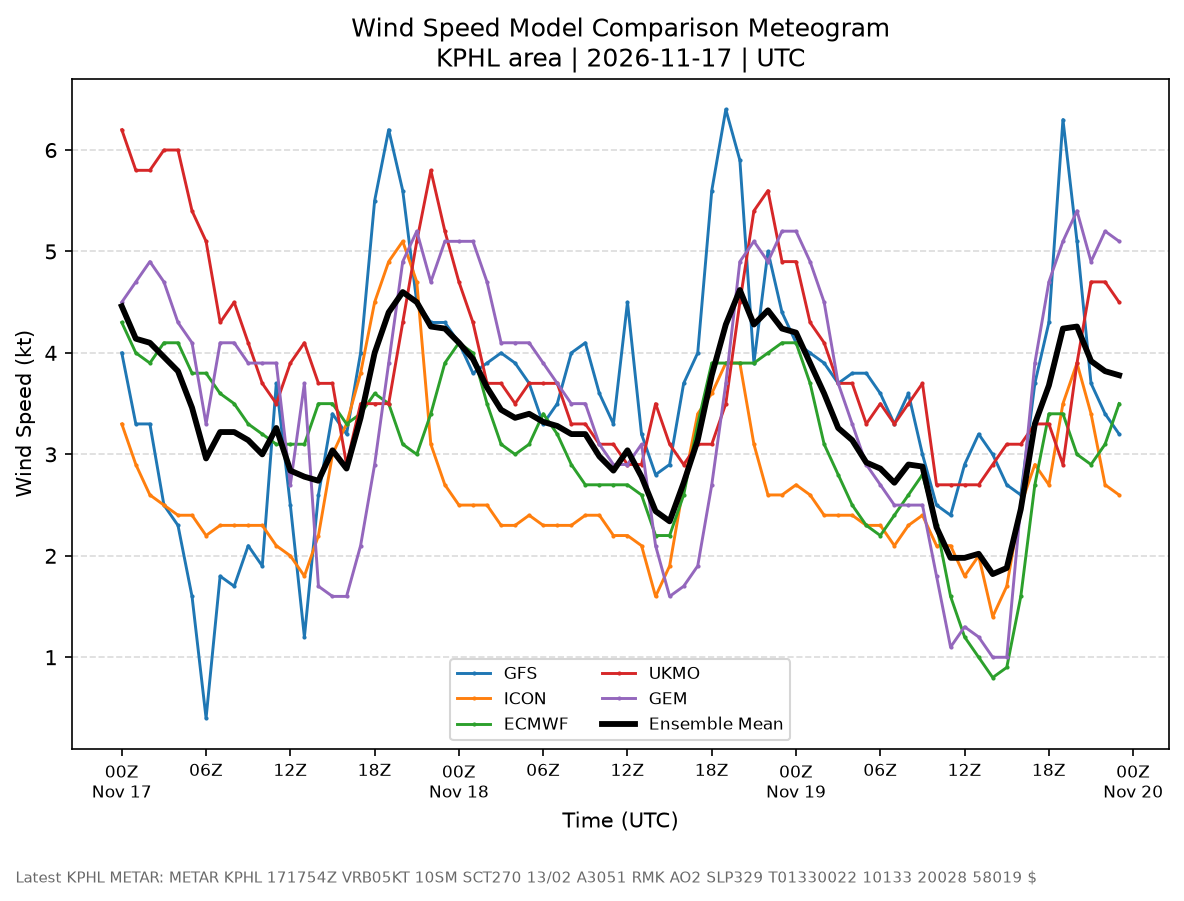 Wind Speed Model Comparison Meteogram
KPHL area | 2026-11-17 | UTC
Wind Speed (kt)
6
5
4
3
2
1
GFS
ICON
ECMWF
UKMO
GEM
Ensemble Mean
00Z 06Z 12Z 18Z 00Z 06Z 12Z 18Z 00Z 06Z 12Z 18Z 00Z
Nov 17 Nov 18 Nov 19 Nov 20
Time (UTC)
Latest KPHL METAR: METAR KPHL 171754Z VRB05KT 10SM SCT270 13/02 A3051 RMK AO2 SLP329 T01330022 10133 20028 58019 $